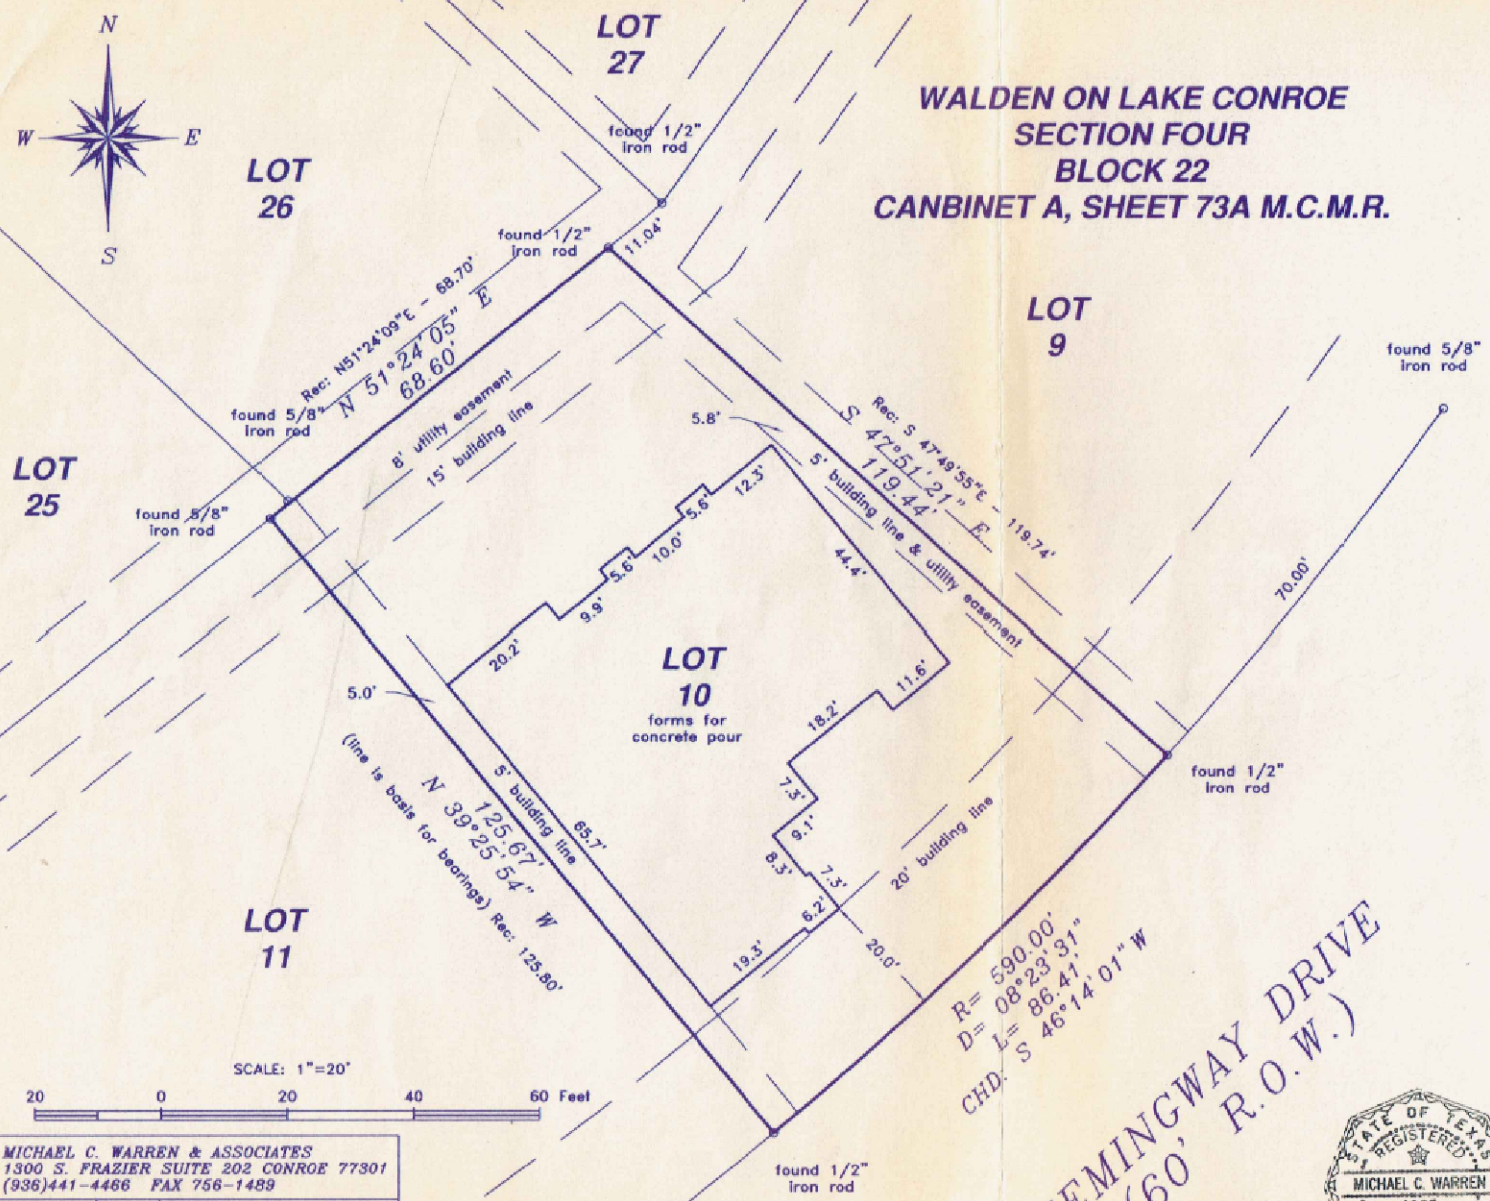 N
W
E
S
LOT
27
LOT
26
WALDEN ON LAKE CONROE
SECTION FOUR
BLOCK 22
CANBINET A, SHEET 73A M.C.M.R.
found 1/2"
iron rod
found 1/2"
iron rod
11.04'
Rec: N51°24'09"E - 68.70'
N 51°24'05" E
68.60'
LOT
9
found 5/8"
iron rod
found 5/8"
iron rod
8' utility easement
15' building line
5.8'
Rec: S 47°49'55"E - 119.74'
S 47°51'21" E
119.44'
5' building line & utility easement
LOT
25
found 5/8"
iron rod
12.3'
5.6'
10.0'
5.6'
9.9'
20.2'
44.4'
70.00'
LOT
10
forms for
concrete pour
11.6'
18.2'
5.0'
7.3'
9.1'
8.3'
7.3'
6.2'
19.3'
20.0'
20' building line
found 1/2"
iron rod
5' building line
65.7'
125.67'
N 39°25'54" W
(line is basis for bearings) Rec: 125.80'
LOT
11
R= 590.00'
D= 08°23'31"
L= 86.41'
CHD. S 46°14'01" W
EMINGWAY DRIVE
(60' R.O.W.)
SCALE: 1"=20'
20 0 20 40 60 Feet
MICHAEL C. WARREN & ASSOCIATES
1300 S. FRAZIER SUITE 202 CONROE 77301
(936)441-4466 FAX 756-1489
found 1/2"
iron rod
STATE OF TEXAS
REGISTERED
MICHAEL C. WARREN